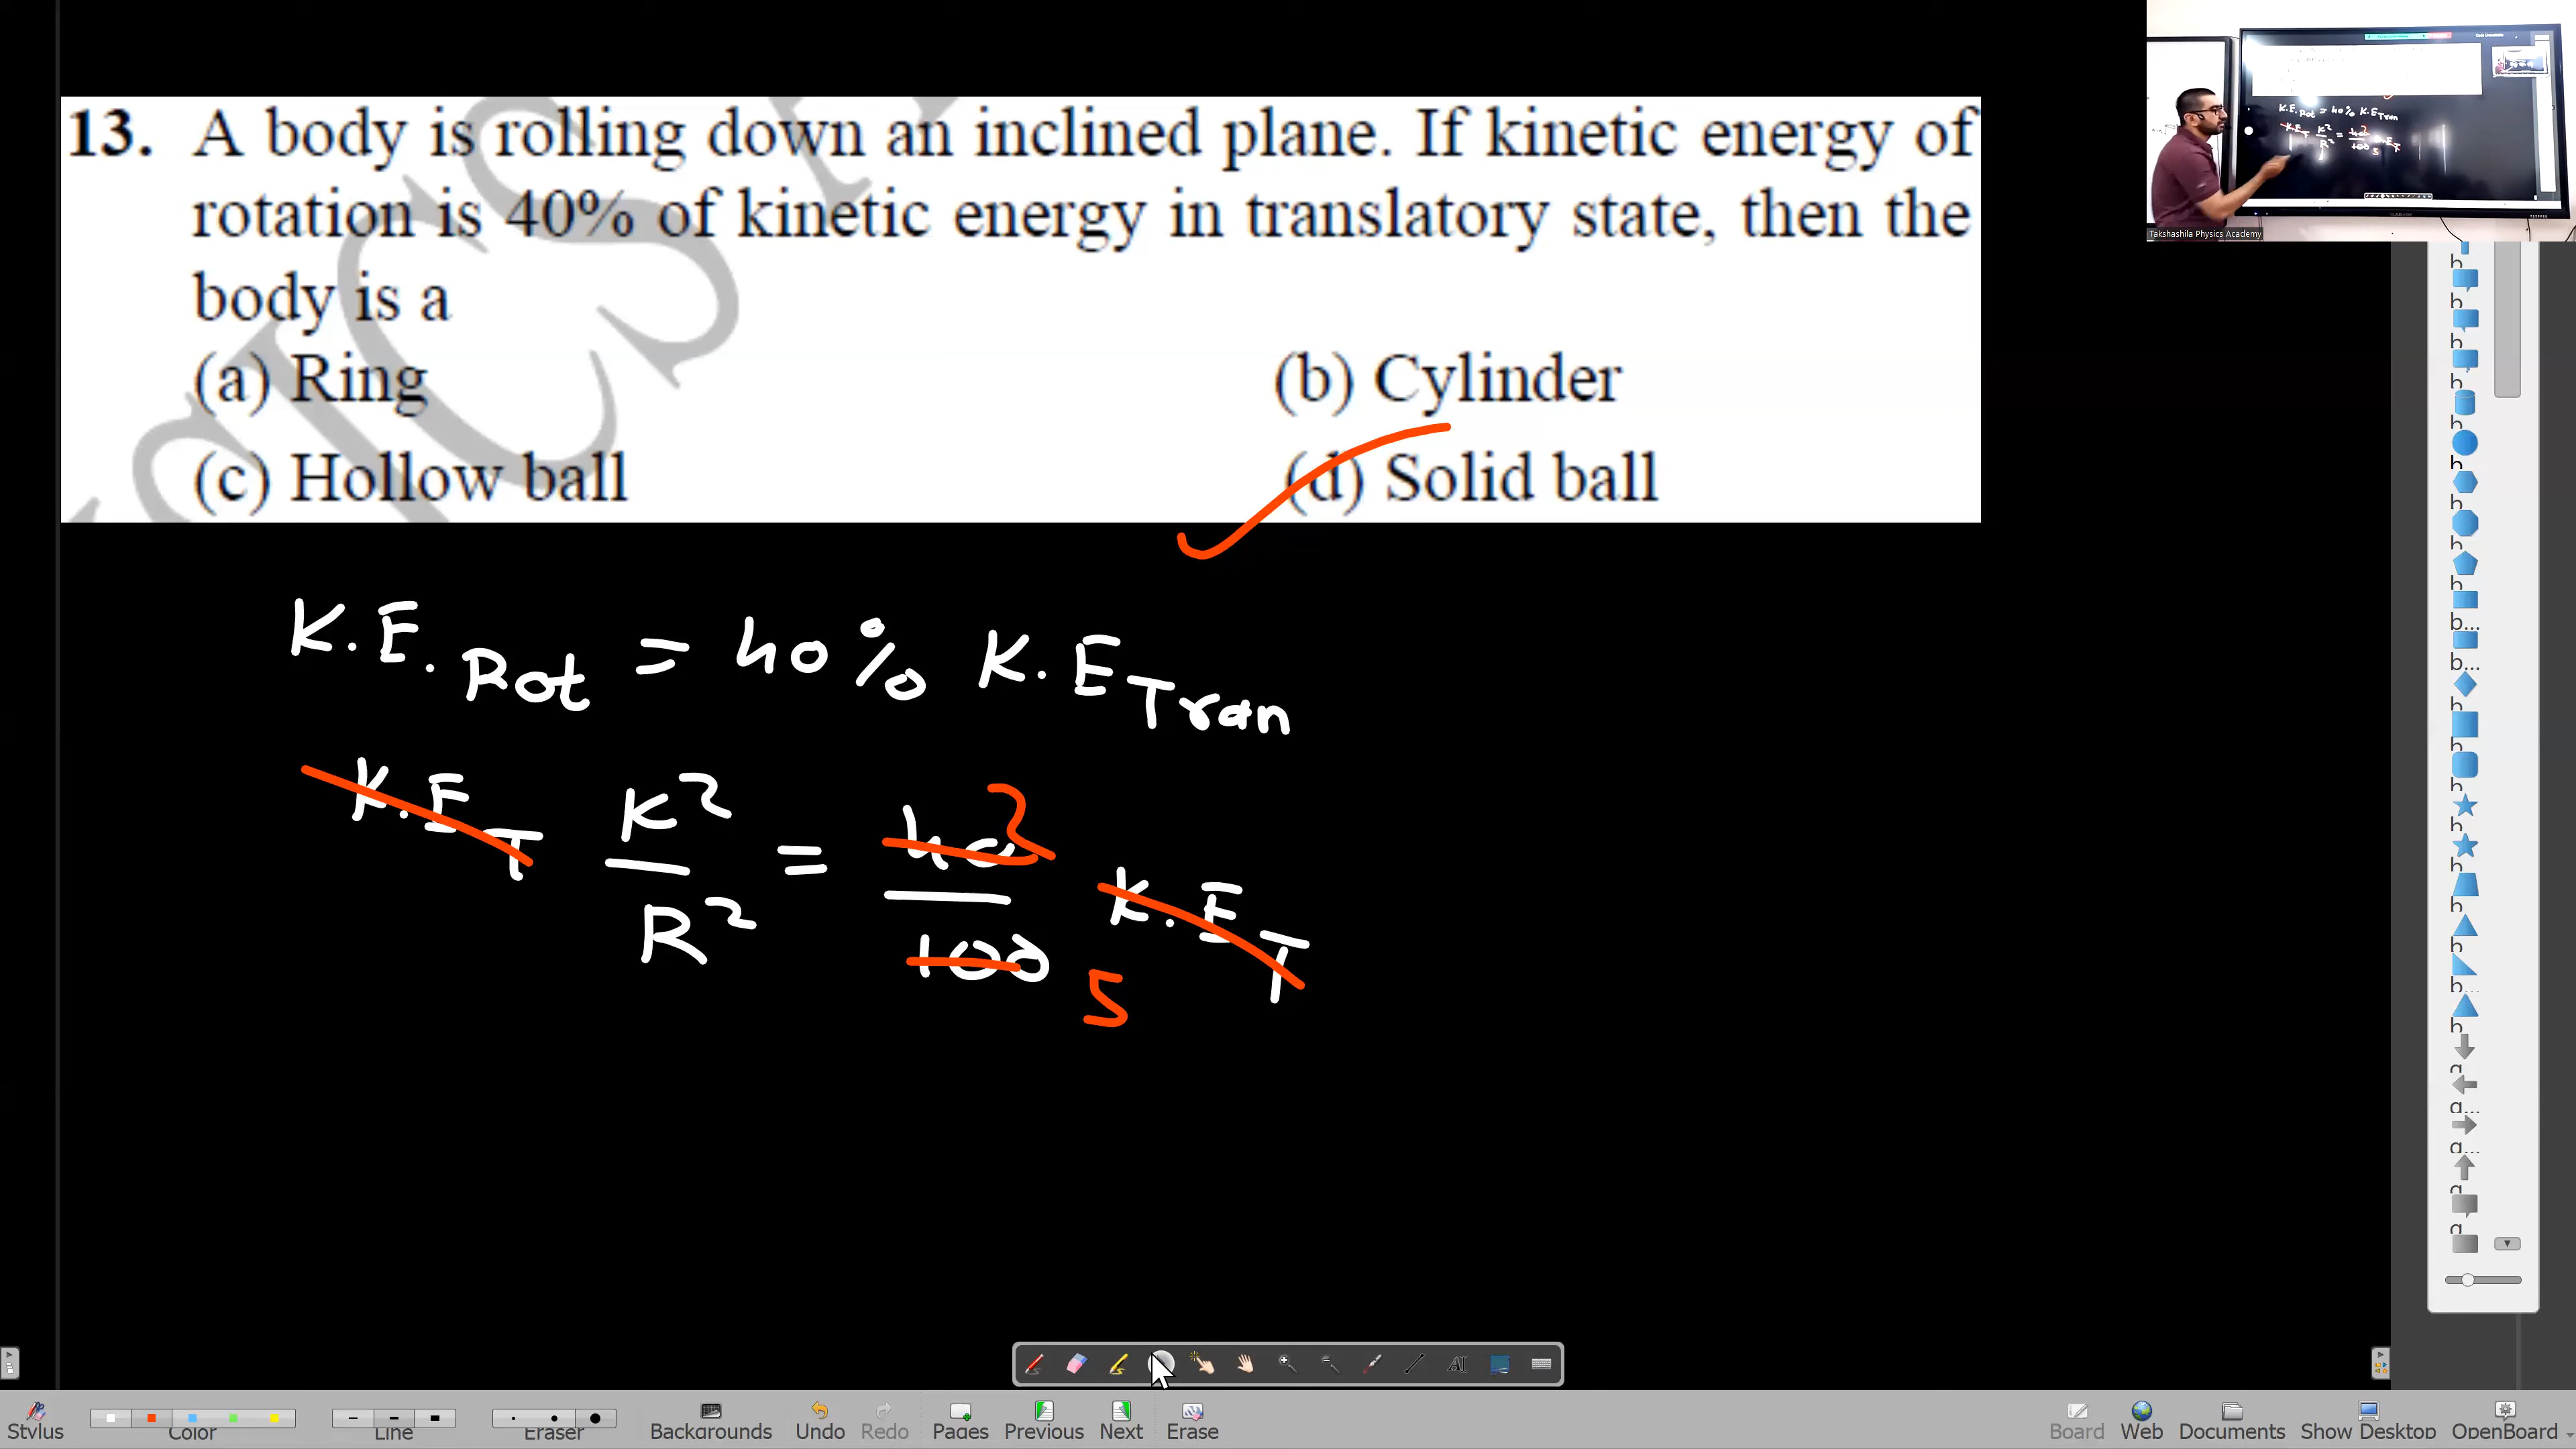 13. A body is rolling down an inclined plane. If kinetic energy of
rotation is 40% of kinetic energy in translatory state, then the
body is a
(a) Ring
(b) Cylinder
(c) Hollow ball
(d) Solid ball
K.E.Rot = 40% K.ETran
K.ET K²/R² = 40/100 K.ET
2
5
Takshashila Physics Academy
b
b
b
b
b
b
b
b
b
b...
b...
b
b
b
b
b
b
b
b...
b
a
a...
a...
a
a
Stylus
Color
Line
Eraser
Backgrounds
Undo
Redo
Pages
Previous
Next
Erase
Board
Web
Documents
Show Desktop
OpenBoard